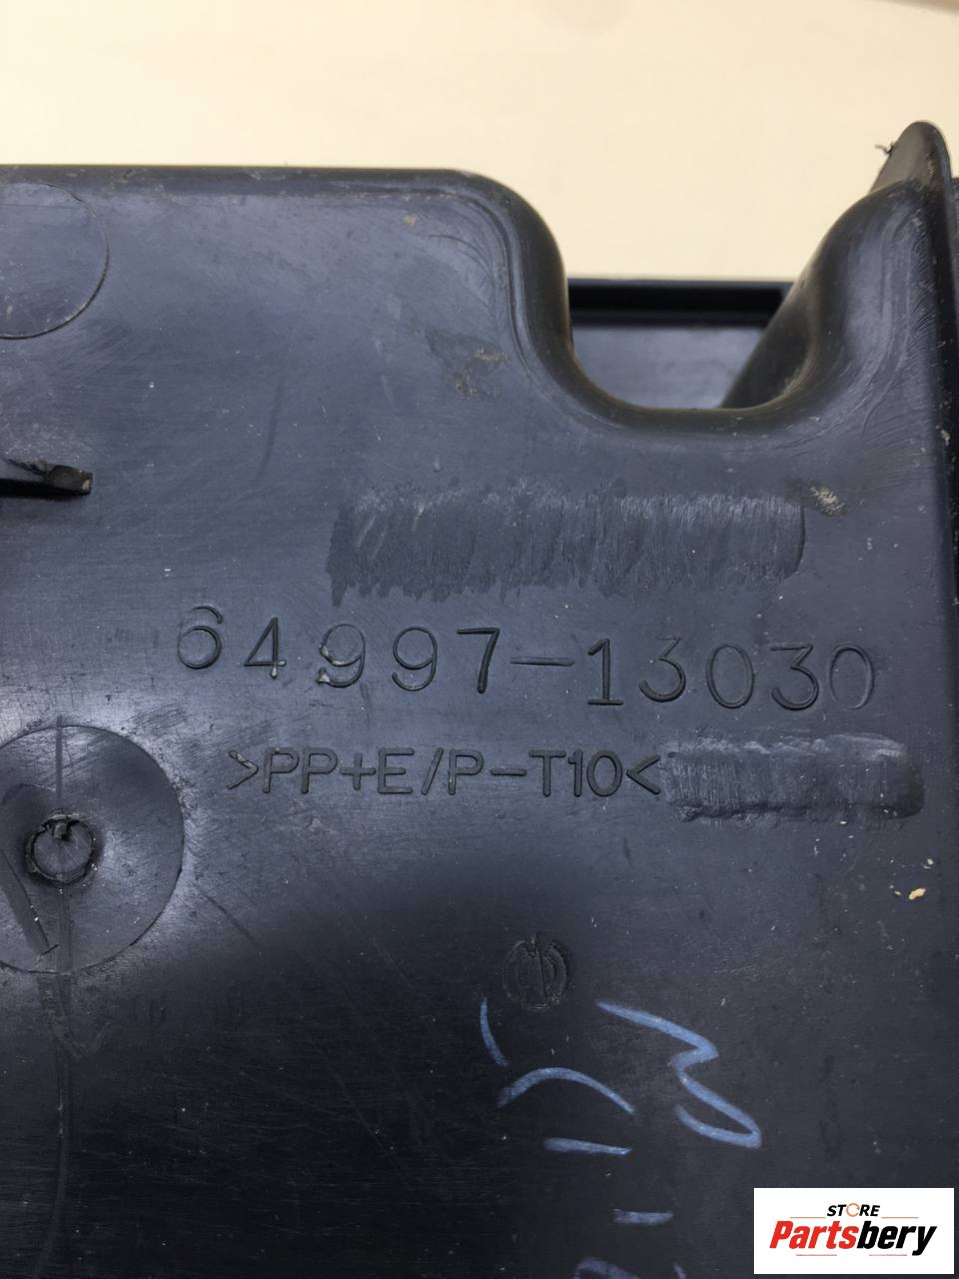 64997-13030
>PP+E/P-T10<
STORE
Partsbery